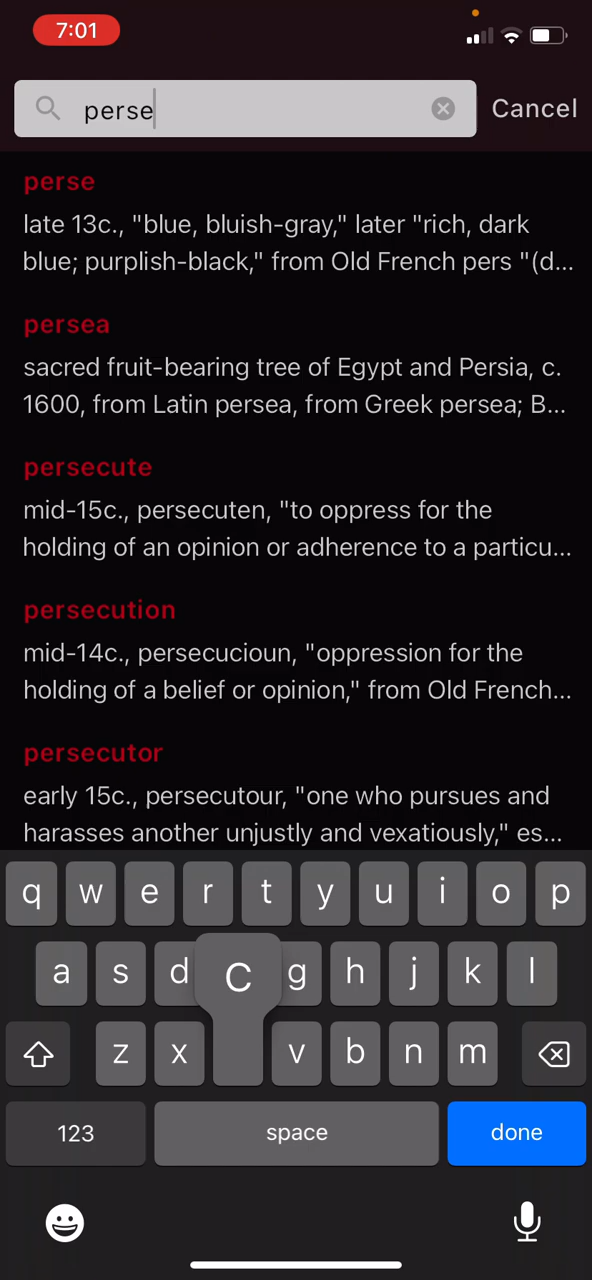 7:01
perse
Cancel
perse
late 13c., "blue, bluish-gray," later "rich, dark
blue; purplish-black," from Old French pers "(d...
persea
sacred fruit-bearing tree of Egypt and Persia, c.
1600, from Latin persea, from Greek persea; B...
persecute
mid-15c., persecuten, "to oppress for the
holding of an opinion or adherence to a particu...
persecution
mid-14c., persecucioun, "oppression for the
holding of a belief or opinion," from Old French...
persecutor
early 15c., persecutour, "one who pursues and
harasses another unjustly and vexatiously," es...
q w e r t y u i o p
a s d C g h j k l
z x v b n m
123 space done